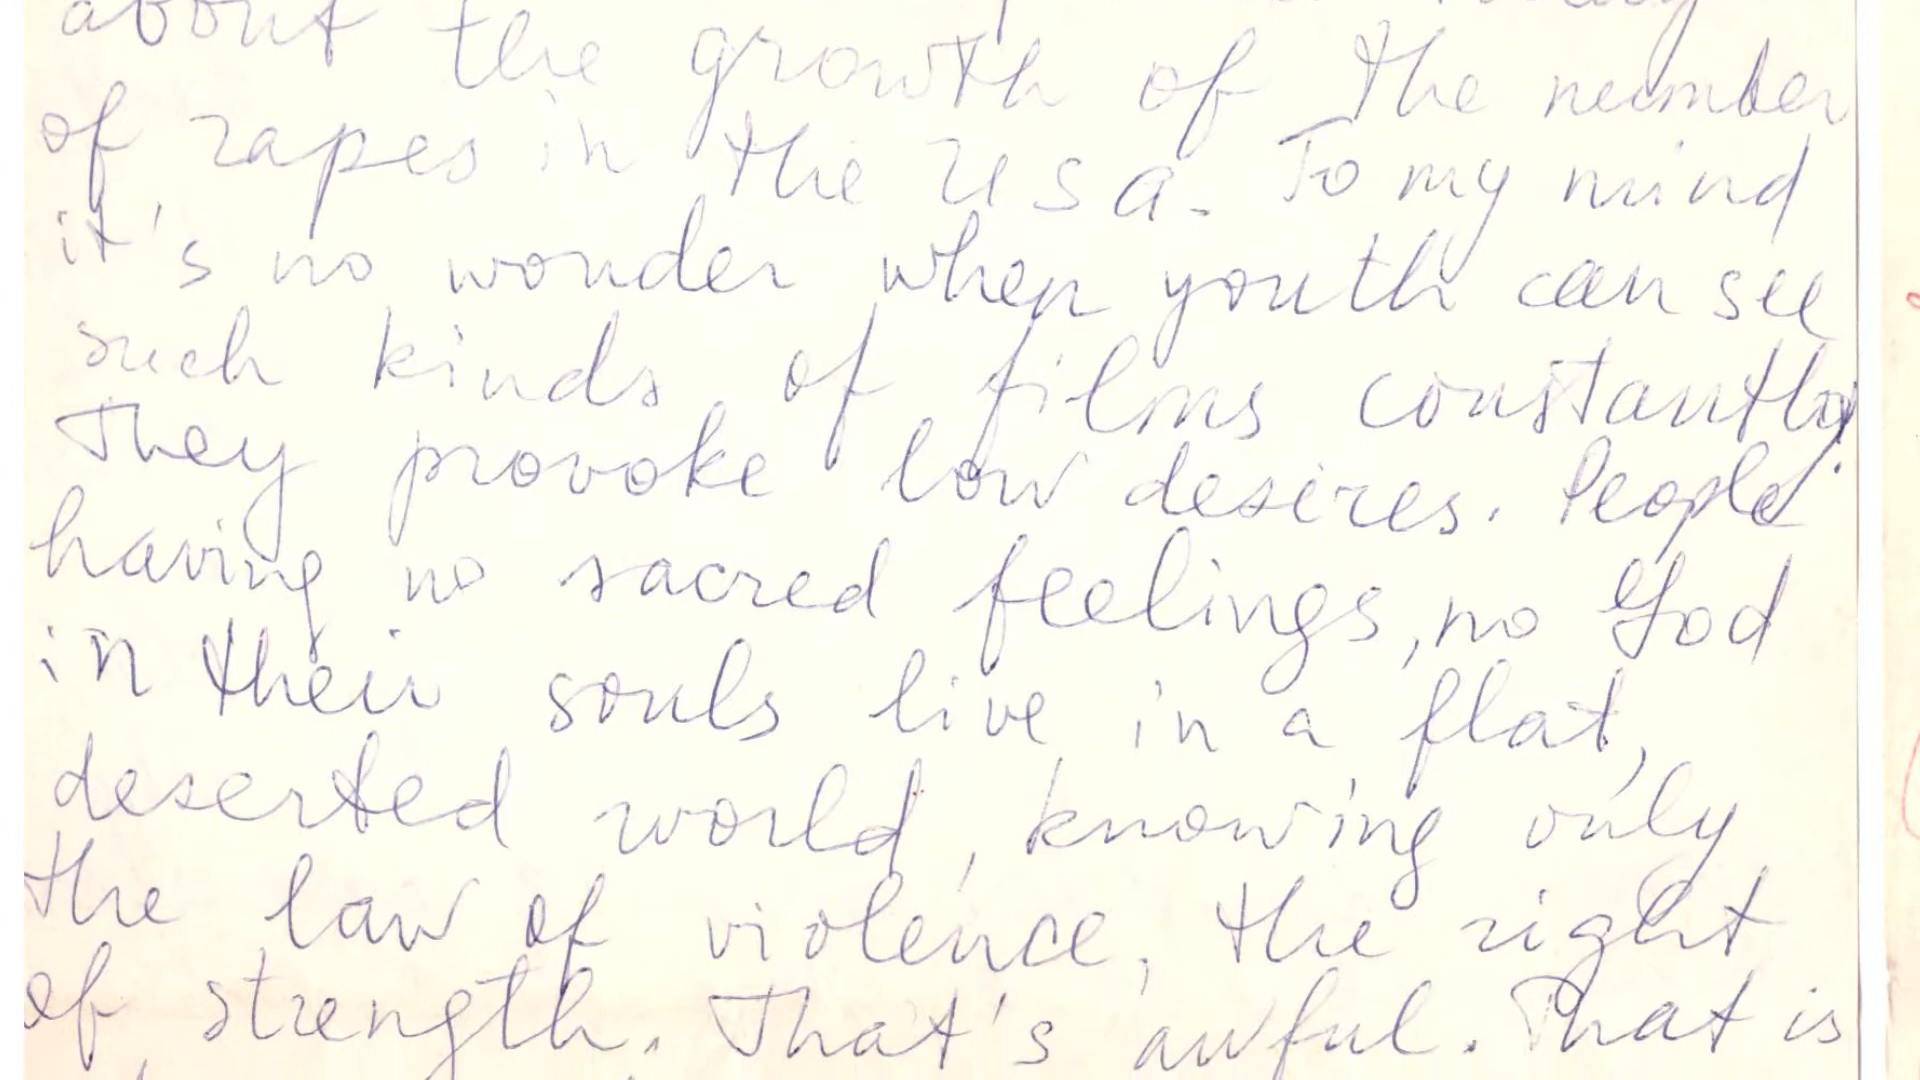 about the growth of the number
of rapes in the USA. To my mind
it's no wonder when youth can see
such kinds of films constantly.
They provoke low desires. People
having no sacred feelings, no God
in their souls live in a flat,
deserted world, knowing only
the law of violence, the right
of strength. That's awful. That is